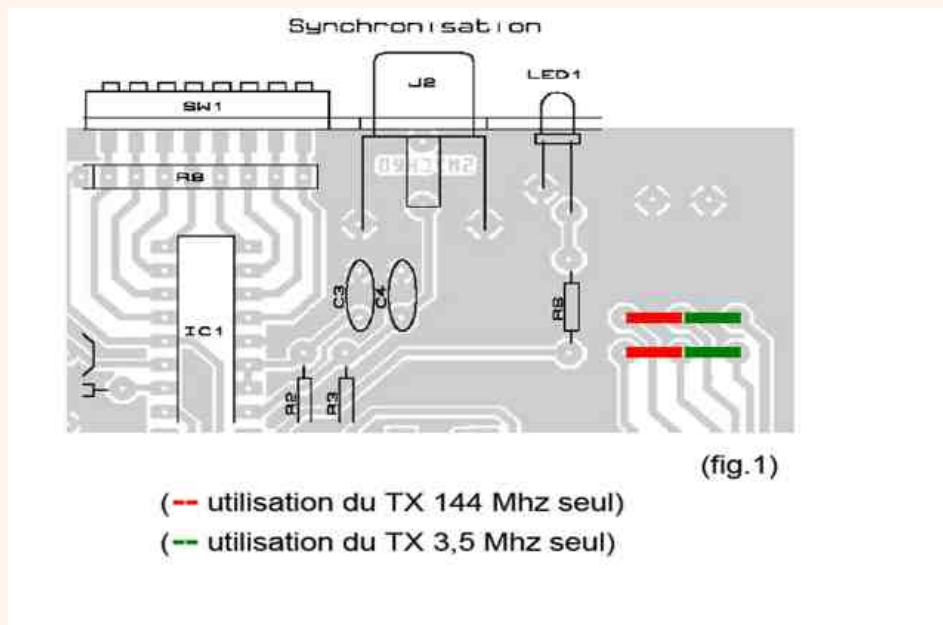 Synchronisation
J2
LED1
SW1
R8
C3
C4
R6
IC1
R2
R3
(fig.1)
(-- utilisation du TX 144 Mhz seul)
(-- utilisation du TX 3,5 Mhz seul)